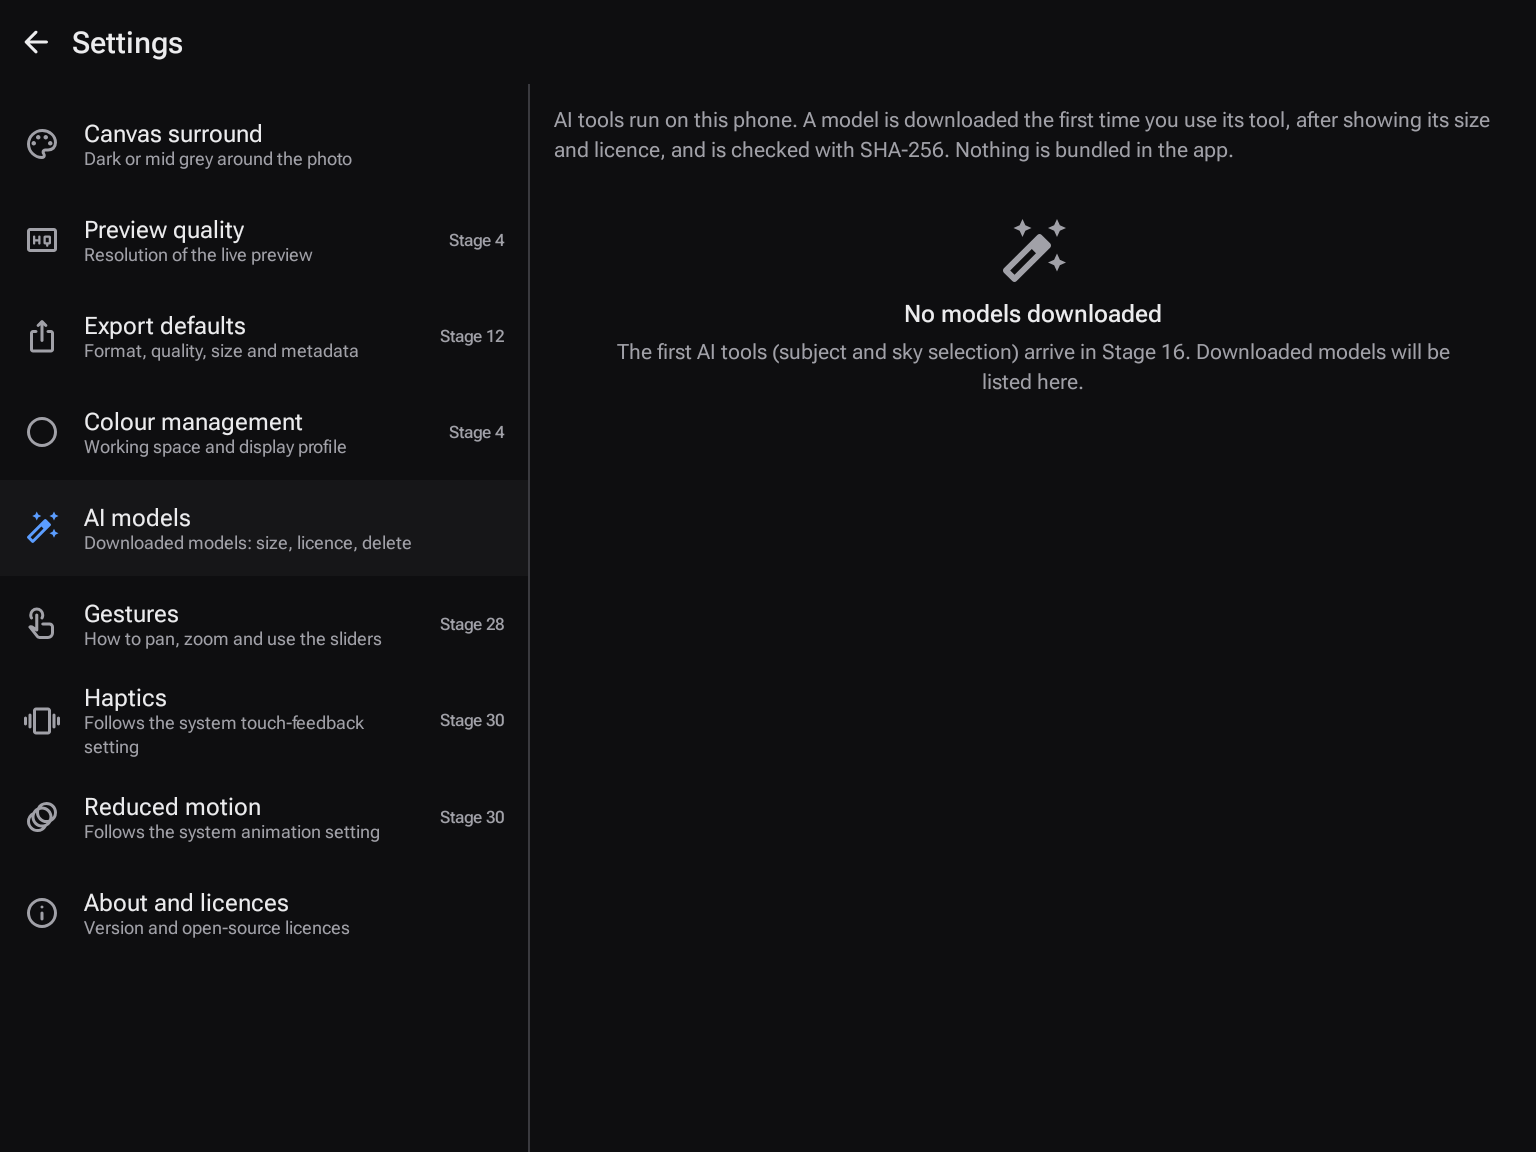 Settings
Canvas surround
Dark or mid grey around the photo
Preview quality
Resolution of the live preview
Stage 4
Export defaults
Format, quality, size and metadata
Stage 12
Colour management
Working space and display profile
Stage 4
AI models
Downloaded models: size, licence, delete
Gestures
How to pan, zoom and use the sliders
Stage 28
Haptics
Follows the system touch-feedback
setting
Stage 30
Reduced motion
Follows the system animation setting
Stage 30
About and licences
Version and open-source licences
AI tools run on this phone. A model is downloaded the first time you use its tool, after showing its size
and licence, and is checked with SHA-256. Nothing is bundled in the app.
No models downloaded
The first AI tools (subject and sky selection) arrive in Stage 16. Downloaded models will be
listed here.
HQ